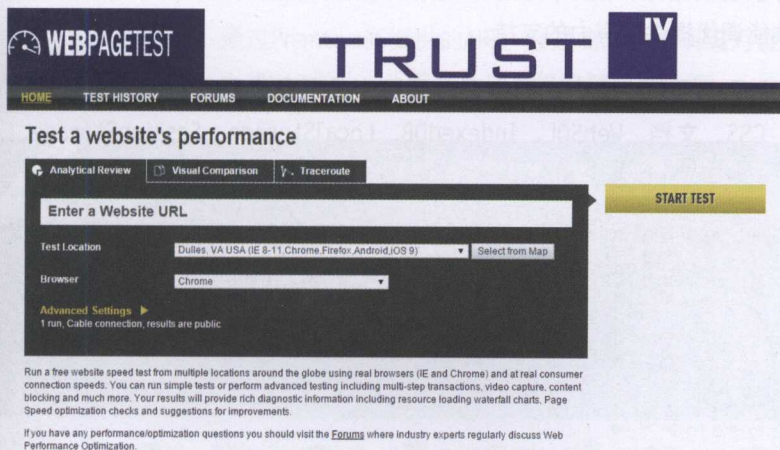 WEBPAGETEST
TRUST IV
HOME TEST HISTORY FORUMS DOCUMENTATION ABOUT
Test a website's performance
Analytical Review Visual Comparison Traceroute
Enter a Website URL
START TEST
Test Location Dulles, VA USA (IE 8-11,Chrome,Firefox,Android,iOS 9) Select from Map
Browser Chrome
Advanced Settings
1 run, Cable connection, results are public
Run a free website speed test from multiple locations around the globe using real browsers (IE and Chrome) and at real consumer
connection speeds. You can run simple tests or perform advanced testing including multi-step transactions, video capture, content
blocking and much more. Your results will provide rich diagnostic information including resource loading waterfall charts, Page
Speed optimization checks and suggestions for improvements.
If you have any performance/optimization questions you should visit the Forums where industry experts regularly discuss Web
Performance Optimization.